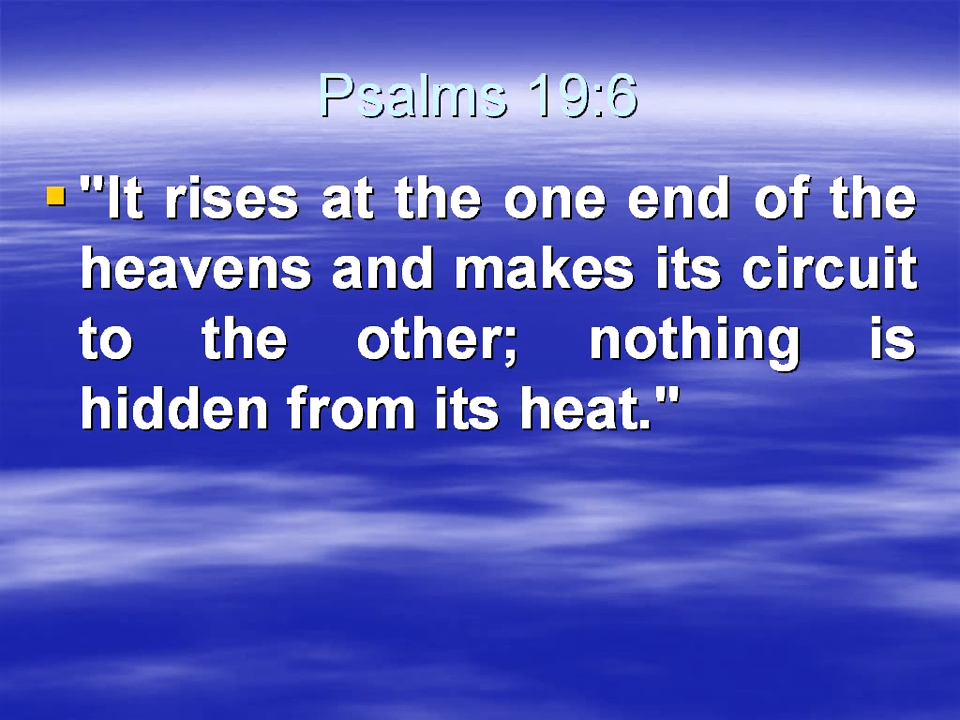 Psalms 19:6
"It rises at the one end of the
heavens and makes its circuit
to the other; nothing is
hidden from its heat."